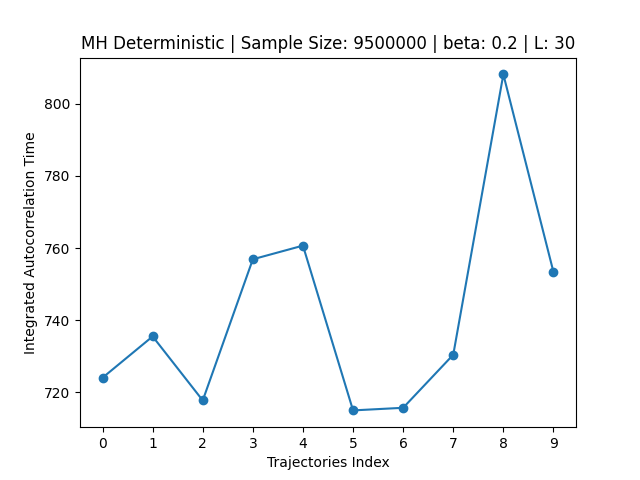 MH Deterministic | Sample Size: 9500000 | beta: 0.2 | L: 30
Integrated Autocorrelation Time
800
780
760
740
720
0 1 2 3 4 5 6 7 8 9
Trajectories Index